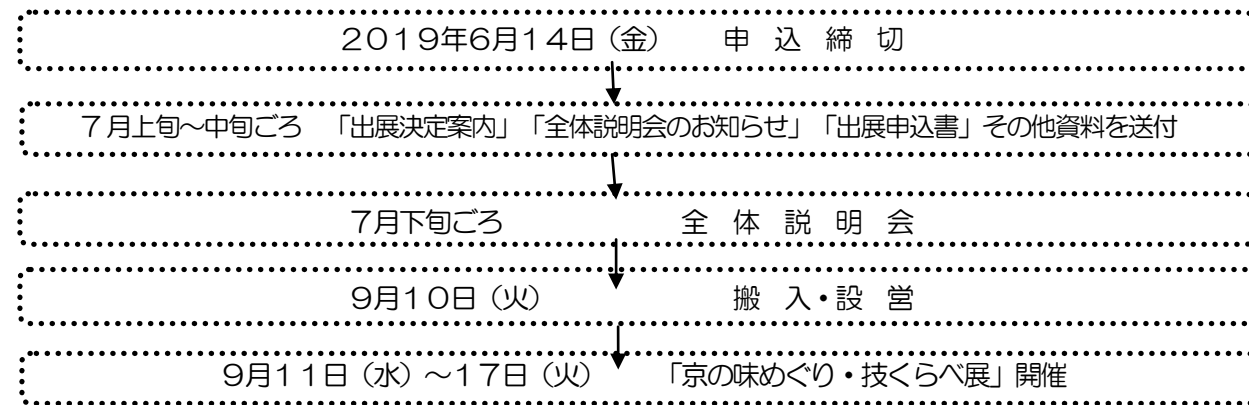 ２０１９年６月１４日（金）　　申　込　締　切
７月上旬～中旬ごろ　「出展決定案内」「全体説明会のお知らせ」「出展申込書」その他資料を送付
７月下旬ごろ　　　　　　　全　体　説　明　会
９月１０日（火）　　　　　　　搬　入・設　営
９月１１日（水）～１７日（火）　　「京の味めぐり・技くらべ展」開催